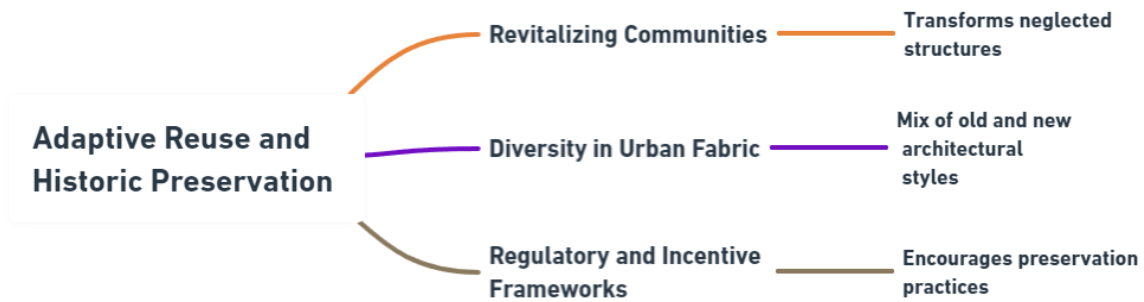 Adaptive Reuse and
Historic Preservation
Revitalizing Communities
Transforms neglected
structures
Diversity in Urban Fabric
Mix of old and new
architectural
styles
Regulatory and Incentive
Frameworks
Encourages preservation
practices